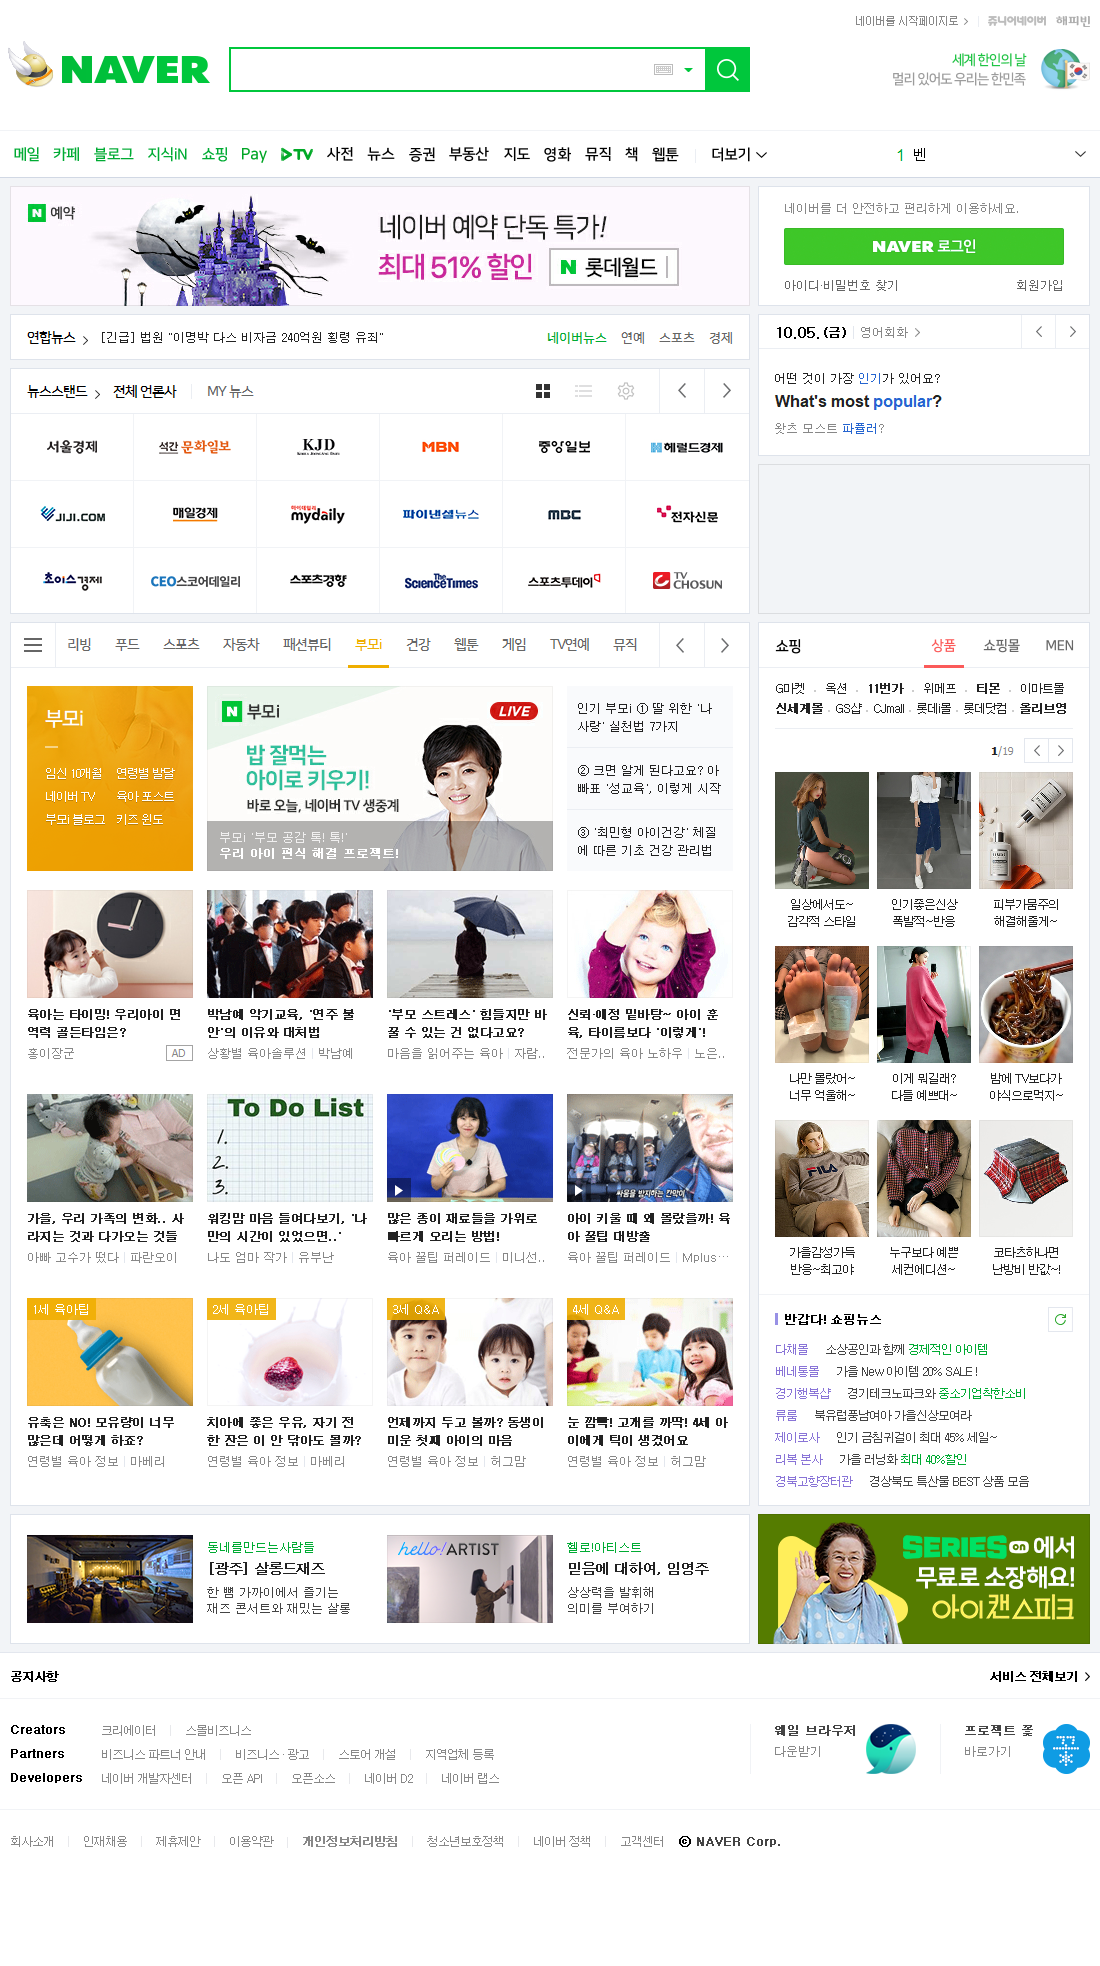 네이버를 시작페이지로
쥬니어네이버 해피빈
NAVER
세계 한인의 날
멀리 있어도 우리는 한민족
메일 카페 블로그 지식iN 쇼핑 Pay TV 사전 뉴스 증권 부동산 지도 영화 뮤직 책 웹툰 더보기
1 벤
N 예약
네이버 예약 단독 특가!
최대 51% 할인
N 롯데월드
네이버를 더 안전하고 편리하게 이용하세요.
NAVER 로그인
아이디·비밀번호 찾기 회원가입
연합뉴스 [긴급] 법원 "이명박 다스 비자금 240억원 횡령 유죄"
네이버뉴스 연예 스포츠 경제
10.05. (금) 영어회화
어떤 것이 가장 인기가 있어요?
What's most popular?
왓츠 모스트 파퓰러?
뉴스스탠드 전체 언론사 MY 뉴스
서울경제 석간 문화일보 KJD MBN 중앙일보 헤럴드경제
JIJI.COM 매일경제 마이데일리 mydaily 파이낸셜뉴스 MBC 전자신문
초이스경제 CEO스코어데일리 스포츠경향 The ScienceTimes 스포츠투데이 TV CHOSUN
리빙 푸드 스포츠 자동차 패션뷰티 부모i 건강 웹툰 게임 TV연예 뮤직
부모i
임신 10개월 연령별 발달
네이버 TV 육아 포스트
부모i 블로그 키즈 윈도
N 부모i
LIVE
밥 잘먹는
아이로 키우기!
바로 오늘, 네이버 TV 생중계
부모i '부모 공감 톡! 톡!'
우리 아이 편식 해결 프로젝트!
인기 부모i ① 딸 위한 '나
사랑' 실천법 7가지
② 크면 알게 된다고요? 아
빠표 '성교육', 이렇게 시작
③ '최민형 아이건강' 체질
에 따른 기초 건강 관리법
육아는 타이밍! 우리아이 면
역력 골든타임은?
홍이장군 AD
박남예 악기교육, '연주 불
안'의 이유와 대처법
상황별 육아솔루션 박남예
'부모 스트레스' 힘들지만 바
꿀 수 있는 건 없다고요?
마음을 읽어주는 육아 자람..
신뢰·애정 밑바탕~ 아이 훈
육, 타이름보다 '이렇게'!
전문가의 육아 노하우 노은..
가을, 우리 가족의 변화.. 사
라지는 것과 다가오는 것들
아빠 고수가 떴다 파란오이
To Do List
1.
2.
3.
워킹맘 마음 들여다보기, '나
만의 시간이 있었으면..'
나도 엄마 작가 유부난
많은 종이 재료들을 가위로
빠르게 오리는 방법!
육아 꿀팁 퍼레이드 미니선..
싸움을 방지하는 칸막이
아이 키울 때 왜 몰랐을까! 육
아 꿀팁 대방출
육아 꿀팁 퍼레이드 Mplus…
1세 육아팁
유축은 NO! 모유량이 너무
많은데 어떻게 하죠?
연령별 육아 정보 마베리
2세 육아팁
치아에 좋은 우유, 자기 전
한 잔은 이 안 닦아도 될까?
연령별 육아 정보 마베리
3세 Q&A
언제까지 두고 볼까? 동생이
미운 첫째 아이의 마음
연령별 육아 정보 허그맘
4세 Q&A
눈 깜빡! 고개를 까딱! 4세 아
이에게 틱이 생겼어요
연령별 육아 정보 허그맘
쇼핑 상품 쇼핑몰 MEN
G마켓 옥션 11번가 위메프 티몬 이마트몰
신세계몰 GS샵 CJmall 롯데i몰 롯데닷컴 올리브영
1/19
일상에서도~
감각적 스타일
인기좋은신상
폭발적~반응
피부가뭄주의
해결해줄게~
나만 몰랐어~
너무 억울해~
이게 뭐길래?
다들 예쁘대~
밤에 TV보다가
야식으로먹지~
FILA
가을감성가득
반응~최고야
누구보다 예쁜
세컨에디션~
코타츠하나면
난방비 반값~!
반갑다! 쇼핑뉴스
다채몰 소상공인과 함께 경제적인 아이템
베네통몰 가을 New 아이템 20% SALE !
경기행복샵 경기테크노파크와 중소기업착한소비
류룸 북유럽풍남여아 가을신상모여라
제이로사 인기 금침귀걸이 최대 45% 세일~
리복 본사 가을 러닝화 최대 40%할인
경북고향장터관 경상북도 특산물 BEST 상품 모음
동네를만드는사람들
[광주] 살롱드재즈
한 뼘 가까이에서 즐기는
재즈 콘서트와 재밌는 살롱
hello! ARTIST
헬로!아티스트
믿음에 대하여, 임영주
상상력을 발휘해
의미를 부여하기
SERIES ON 에서
무료로 소장해요!
아이 캔 스피크
공지사항 서비스 전체보기
Creators 크리에이터 스몰비즈니스
Partners 비즈니스 파트너 안내 비즈니스 · 광고 스토어 개설 지역업체 등록
Developers 네이버 개발자센터 오픈 API 오픈소스 네이버 D2 네이버 랩스
웨일 브라우저
다운받기
프로젝트 꽃
바로가기
회사소개 인재채용 제휴제안 이용약관 개인정보처리방침 청소년보호정책 네이버 정책 고객센터 ⓒ NAVER Corp.